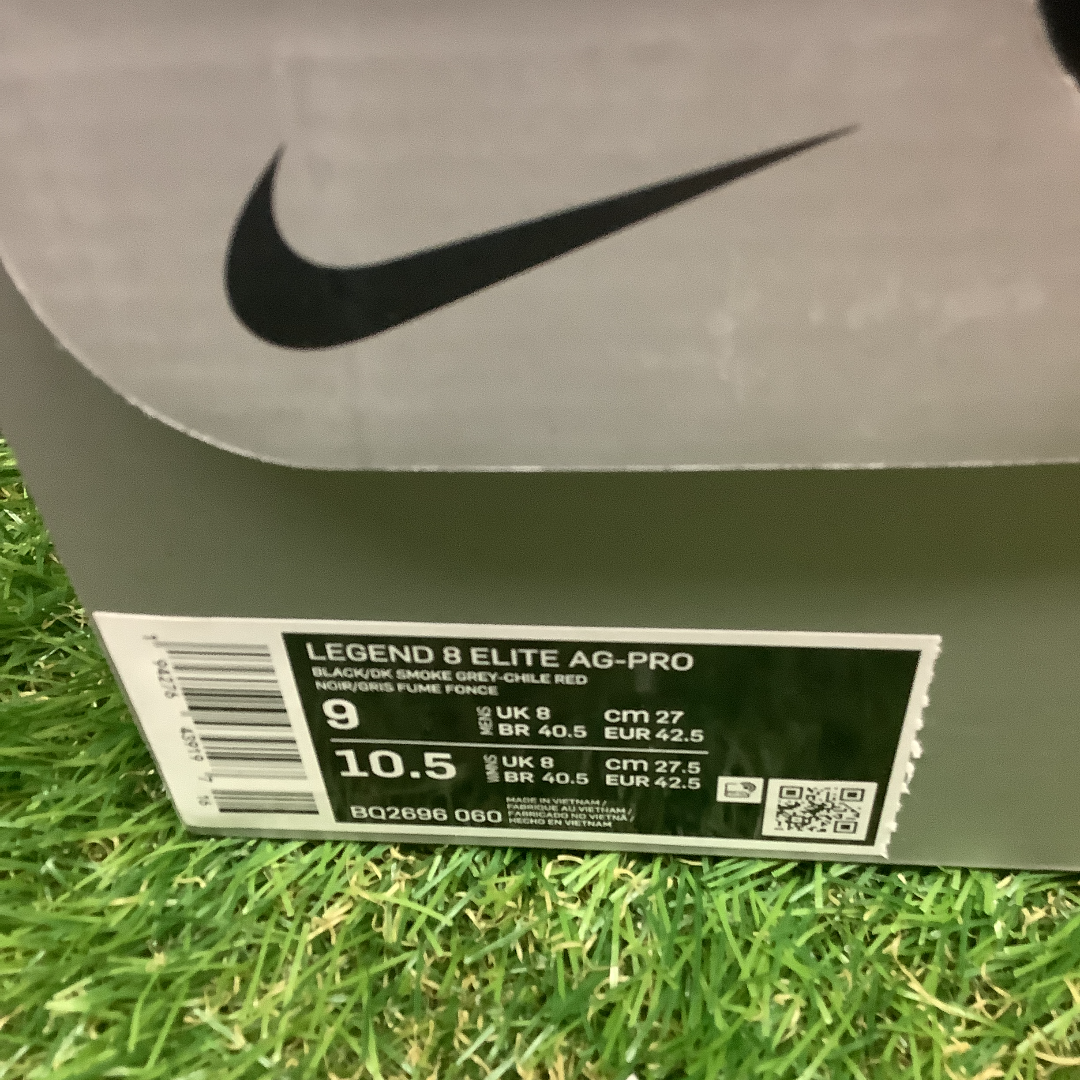 LEGEND 8 ELITE AG-PRO
BLACK/DK SMOKE GREY-CHILE RED
NOIR/GRIS FUME FONCE
9 MENS UK 8 cm 27
BR 40.5 EUR 42.5
10.5 WMNS UK 8 cm 27.5
BR 40.5 EUR 42.5
BQ2696 060
MADE IN VIETNAM /
FABRIQUE AU VIETNAM /
FABRICADO NO VIETNÃ /
HECHO EN VIETNAM